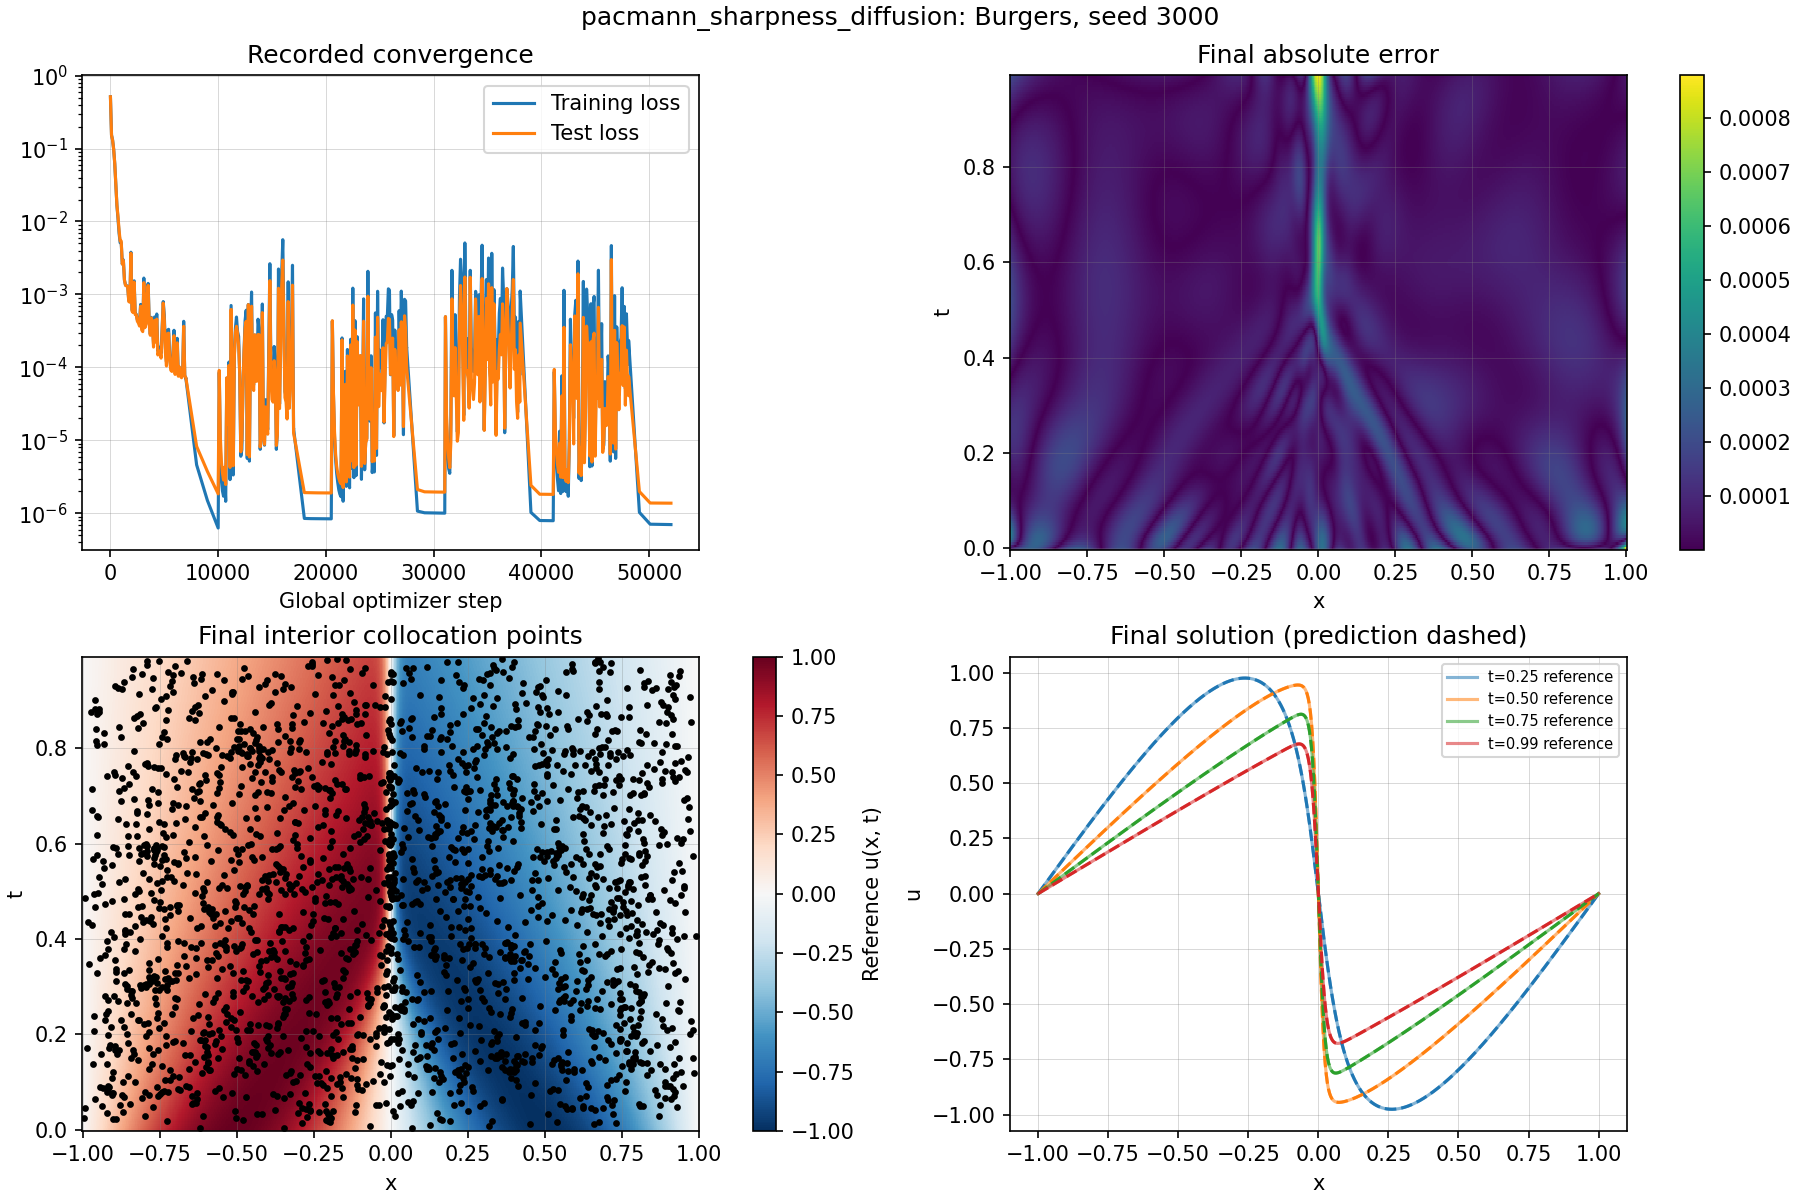 pacmann_sharpness_diffusion: Burgers, seed 3000
Recorded convergence
10^0
10^-1
10^-2
10^-3
10^-4
10^-5
10^-6
Training loss
Test loss
0 10000 20000 30000 40000 50000
Global optimizer step
Final absolute error
t
0.8
0.6
0.4
0.2
0.0
−1.00 −0.75 −0.50 −0.25 0.00 0.25 0.50 0.75 1.00
x
0.0008
0.0007
0.0006
0.0005
0.0004
0.0003
0.0002
0.0001
Final interior collocation points
t
0.8
0.6
0.4
0.2
0.0
−1.00 −0.75 −0.50 −0.25 0.00 0.25 0.50 0.75 1.00
x
1.00
0.75
0.50
0.25
0.00
−0.25
−0.50
−0.75
−1.00
Reference u(x, t)
Final solution (prediction dashed)
u
1.00
0.75
0.50
0.25
0.00
−0.25
−0.50
−0.75
−1.00
t=0.25 reference
t=0.50 reference
t=0.75 reference
t=0.99 reference
−1.00 −0.75 −0.50 −0.25 0.00 0.25 0.50 0.75 1.00
x